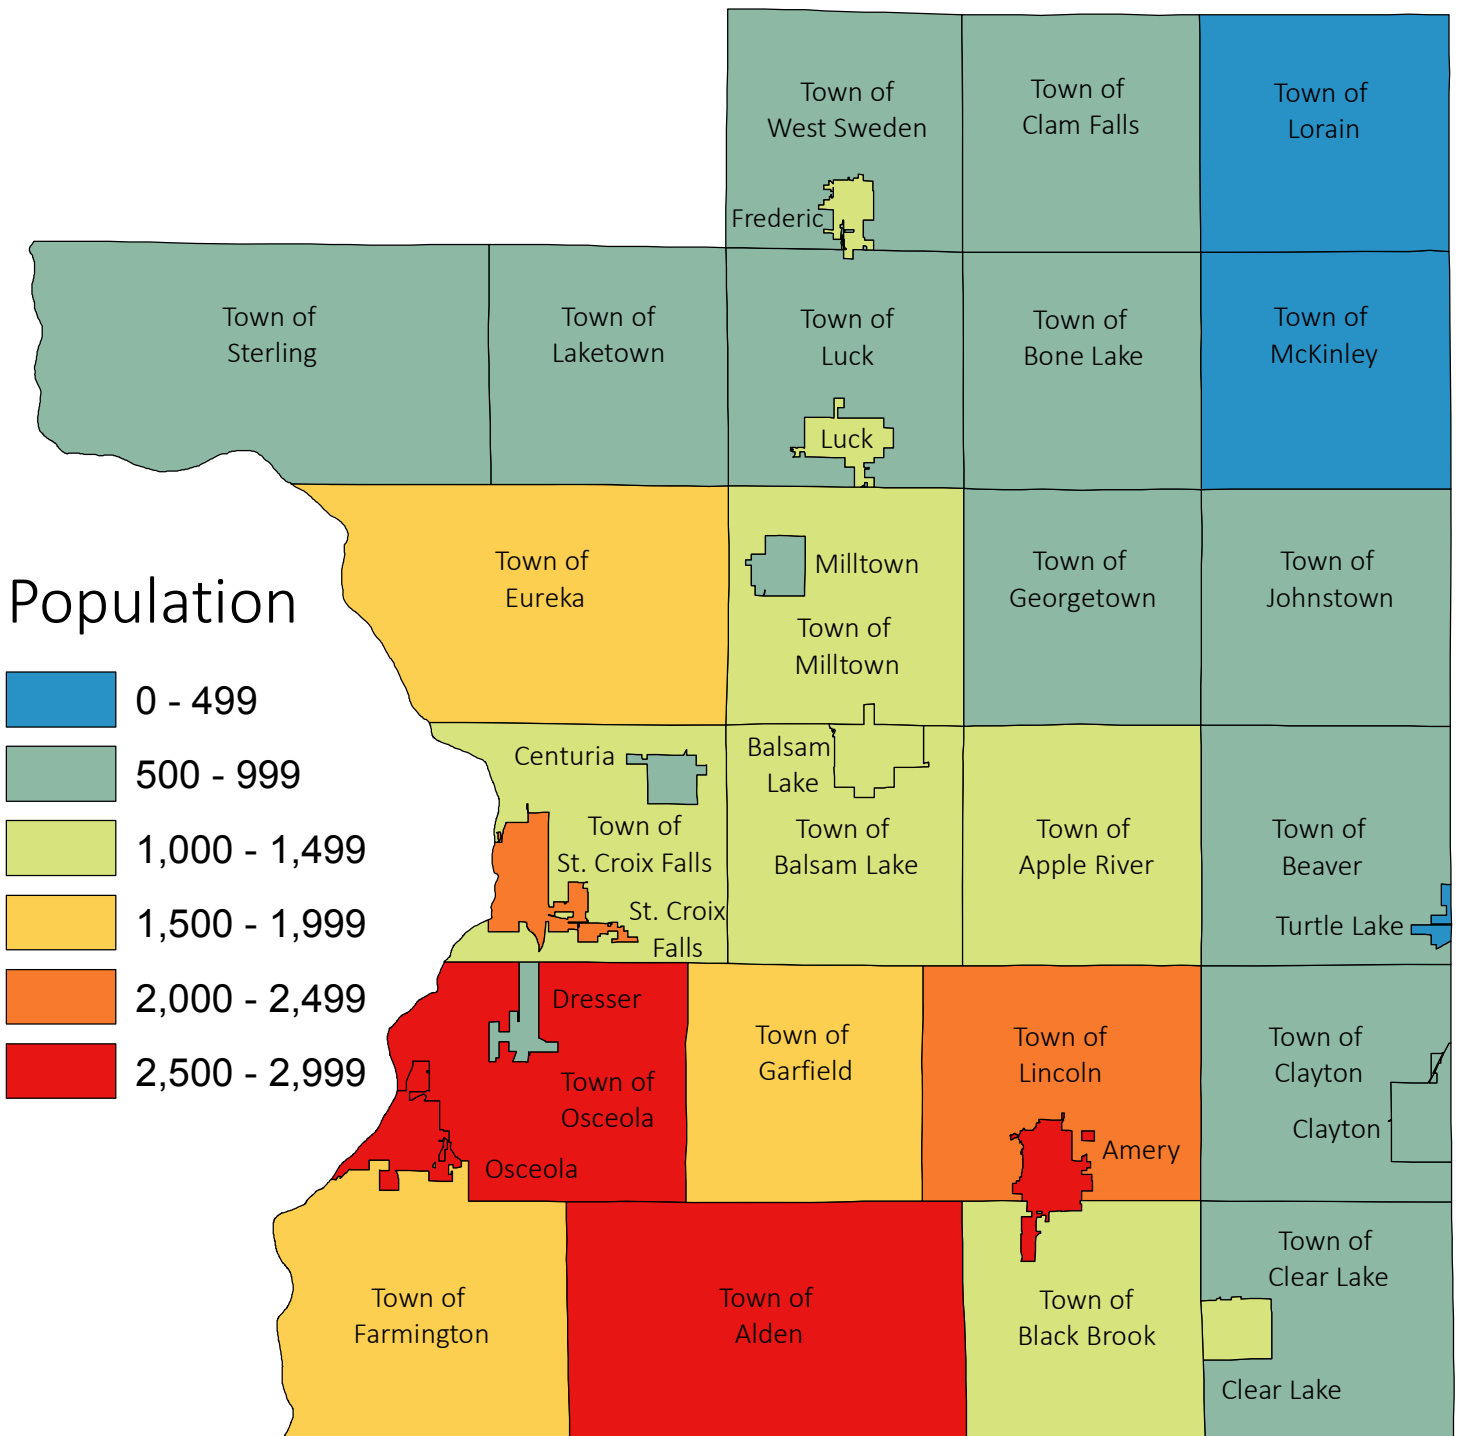 Town of
West Sweden
Town of
Clam Falls
Town of
Lorain
Frederic
Town of
Sterling
Town of
Laketown
Town of
Luck
Town of
Bone Lake
Town of
McKinley
Luck
Town of
Eureka
Milltown
Town of
Milltown
Town of
Georgetown
Town of
Johnstown
Population
0 - 499
500 - 999
1,000 - 1,499
1,500 - 1,999
2,000 - 2,499
2,500 - 2,999
Centuria
Town of
St. Croix Falls
St. Croix
Falls
Balsam
Lake
Town of
Balsam Lake
Town of
Apple River
Town of
Beaver
Turtle Lake
Dresser
Town of
Osceola
Osceola
Town of
Garfield
Town of
Lincoln
Amery
Town of
Clayton
Clayton
Town of
Farmington
Town of
Alden
Town of
Black Brook
Town of
Clear Lake
Clear Lake